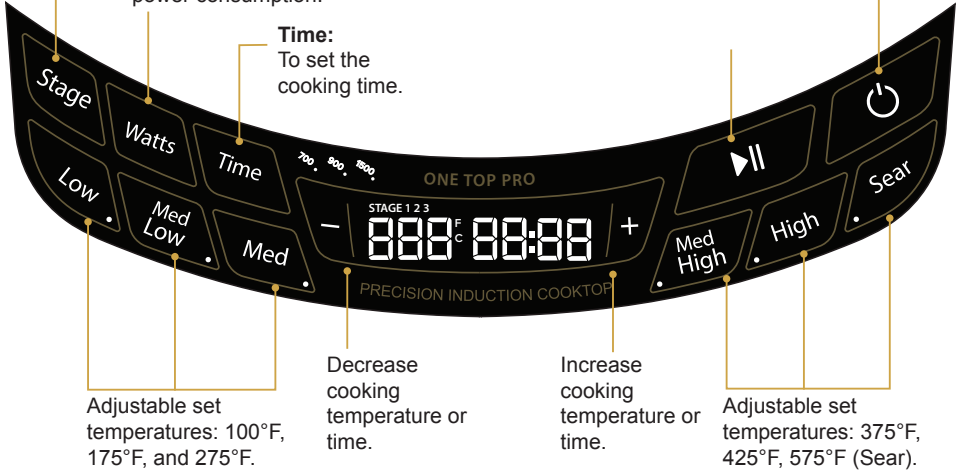 power consumption.
Time:
To set the
cooking time.
Stage
Watts
Time
700. 900. 1500.
ONE TOP PRO
Low
Med
Low
Med
−
STAGE 1 2 3
888 F
C 88:88
+
Med
High
High
Sear
PRECISION INDUCTION COOKTOP
Decrease
cooking
temperature or
time.
Increase
cooking
temperature or
time.
Adjustable set
temperatures: 100°F,
175°F, and 275°F.
Adjustable set
temperatures: 375°F,
425°F, 575°F (Sear).